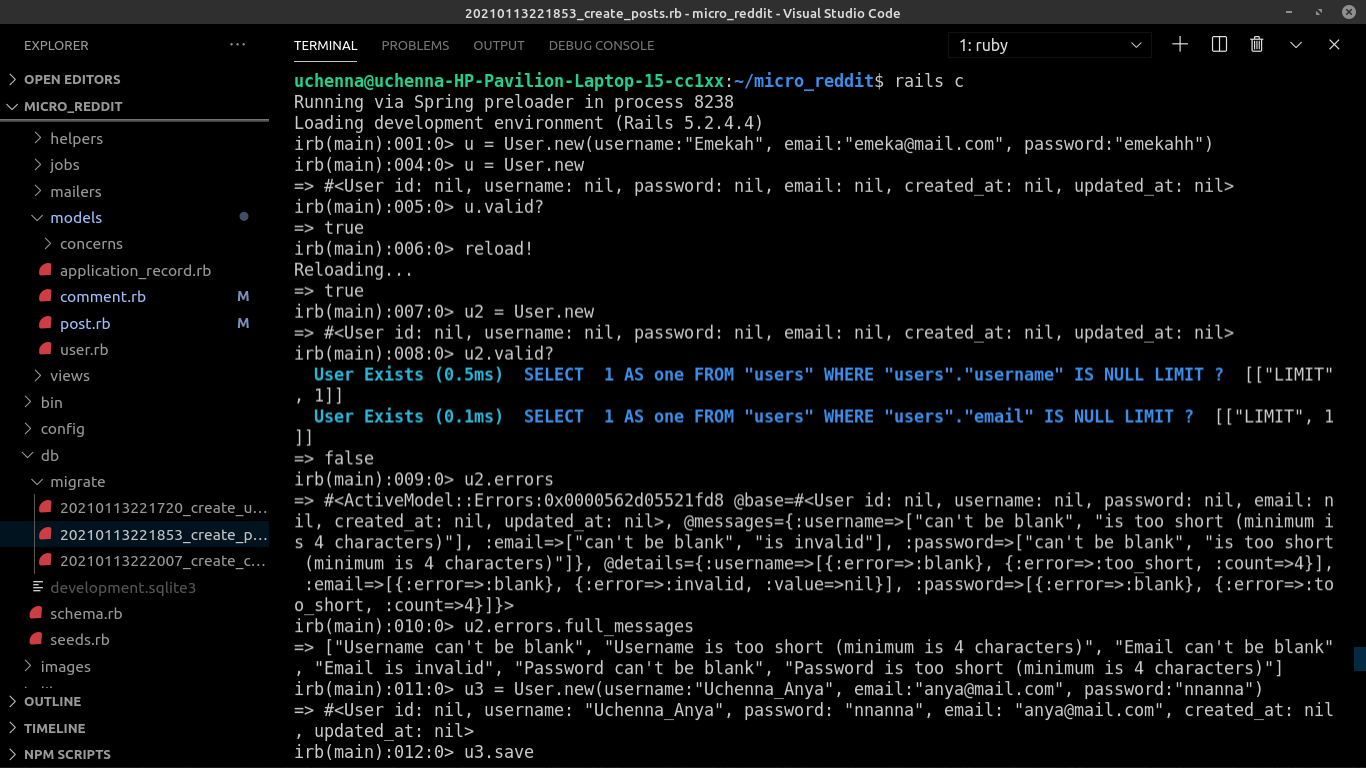 20210113221853_create_posts.rb - micro_reddit - Visual Studio Code
EXPLORER
OPEN EDITORS
MICRO_REDDIT
helpers
jobs
mailers
models
concerns
application_record.rb
comment.rb M
post.rb M
user.rb
views
bin
config
db
migrate
20210113221720_create_u...
20210113221853_create_p...
20210113222007_create_c...
development.sqlite3
schema.rb
seeds.rb
images
OUTLINE
TIMELINE
NPM SCRIPTS
TERMINAL PROBLEMS OUTPUT DEBUG CONSOLE 1: ruby
uchenna@uchenna-HP-Pavilion-Laptop-15-cc1xx:~/micro_reddit$ rails c
Running via Spring preloader in process 8238
Loading development environment (Rails 5.2.4.4)
irb(main):001:0> u = User.new(username:"Emekah", email:"emeka@mail.com", password:"emekahh")
irb(main):004:0> u = User.new
=> #<User id: nil, username: nil, password: nil, email: nil, created_at: nil, updated_at: nil>
irb(main):005:0> u.valid?
=> true
irb(main):006:0> reload!
Reloading...
=> true
irb(main):007:0> u2 = User.new
=> #<User id: nil, username: nil, password: nil, email: nil, created_at: nil, updated_at: nil>
irb(main):008:0> u2.valid?
User Exists (0.5ms) SELECT 1 AS one FROM "users" WHERE "users"."username" IS NULL LIMIT ? [["LIMIT"
, 1]]
User Exists (0.1ms) SELECT 1 AS one FROM "users" WHERE "users"."email" IS NULL LIMIT ? [["LIMIT", 1
]]
=> false
irb(main):009:0> u2.errors
=> #<ActiveModel::Errors:0x0000562d05521fd8 @base=#<User id: nil, username: nil, password: nil, email: n
il, created_at: nil, updated_at: nil>, @messages={:username=>["can't be blank", "is too short (minimum i
s 4 characters)"], :email=>["can't be blank", "is invalid"], :password=>["can't be blank", "is too short
(minimum is 4 characters)"]}, @details={:username=>[{:error=>:blank}, {:error=>:too_short, :count=>4}],
:email=>[{:error=>:blank}, {:error=>:invalid, :value=>nil}], :password=>[{:error=>:blank}, {:error=>:to
o_short, :count=>4}]}>
irb(main):010:0> u2.errors.full_messages
=> ["Username can't be blank", "Username is too short (minimum is 4 characters)", "Email can't be blank"
, "Email is invalid", "Password can't be blank", "Password is too short (minimum is 4 characters)"]
irb(main):011:0> u3 = User.new(username:"Uchenna_Anya", email:"anya@mail.com", password:"nnanna")
=> #<User id: nil, username: "Uchenna_Anya", password: "nnanna", email: "anya@mail.com", created_at: nil
, updated_at: nil>
irb(main):012:0> u3.save